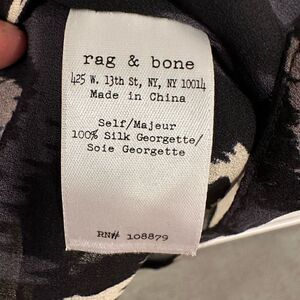 rag & bone
425 W. 13th St, NY, NY 10014
Made in China
Self/Majeur
100% Silk Georgette/
Soie Georgette
RN# 108879